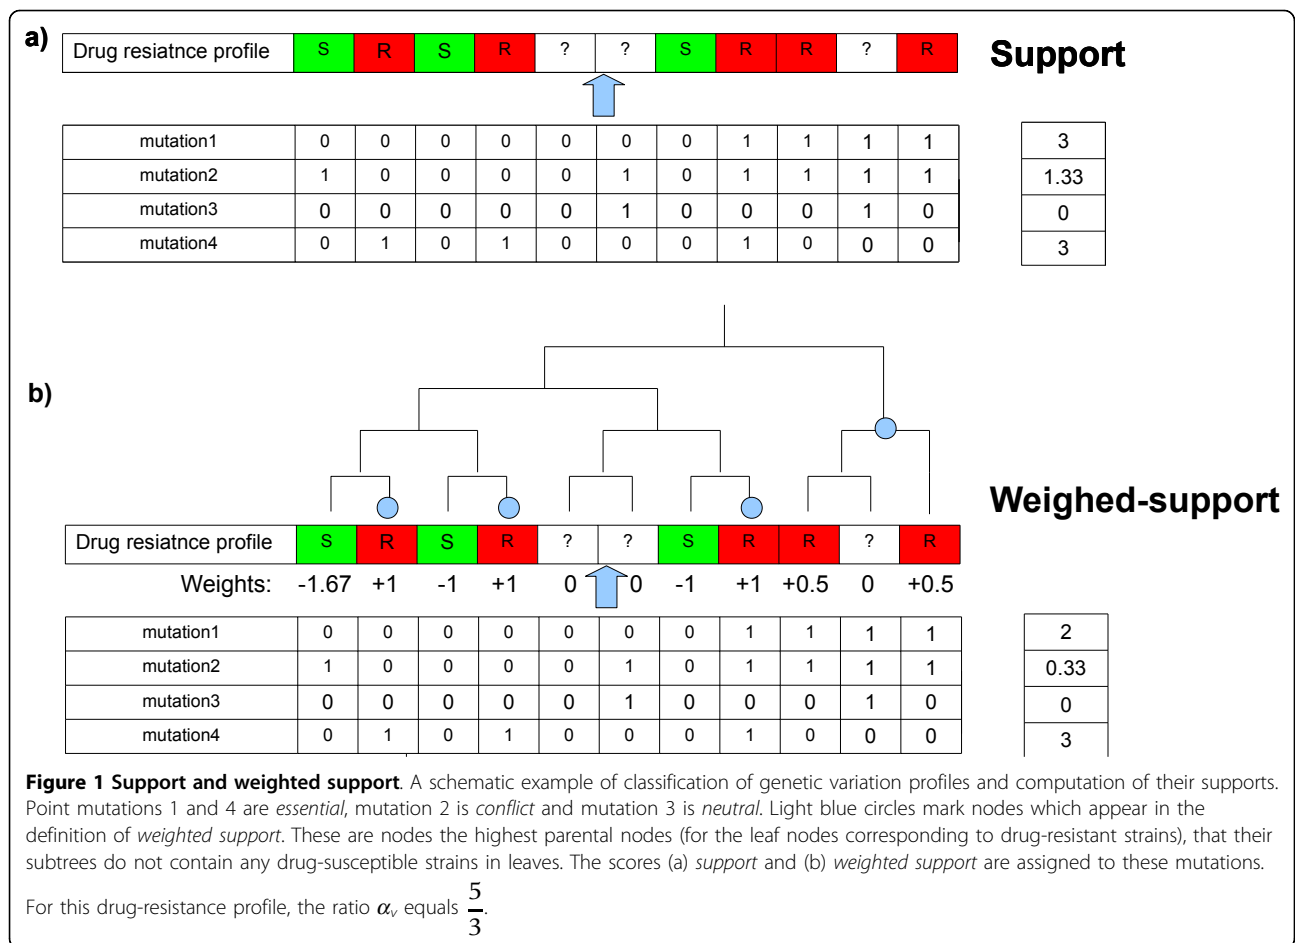 a)
Drug resiatnce profile S R S R ? ? S R R ? R
Support
mutation1 0 0 0 0 0 0 0 1 1 1 1 3
mutation2 1 0 0 0 0 1 0 1 1 1 1 1.33
mutation3 0 0 0 0 0 1 0 0 0 1 0 0
mutation4 0 1 0 1 0 0 0 1 0 0 0 3
b)
Weighed-support
Drug resiatnce profile S R S R ? ? S R R ? R
Weights: -1.67 +1 -1 +1 0 0 -1 +1 +0.5 0 +0.5
mutation1 0 0 0 0 0 0 0 1 1 1 1 2
mutation2 1 0 0 0 0 1 0 1 1 1 1 0.33
mutation3 0 0 0 0 0 1 0 0 0 1 0 0
mutation4 0 1 0 1 0 0 0 1 0 0 0 3
Figure 1 Support and weighted support. A schematic example of classification of genetic variation profiles and computation of their supports.
Point mutations 1 and 4 are essential, mutation 2 is conflict and mutation 3 is neutral. Light blue circles mark nodes which appear in the
definition of weighted support. These are nodes the highest parental nodes (for the leaf nodes corresponding to drug-resistant strains), that their
subtrees do not contain any drug-susceptible strains in leaves. The scores (a) support and (b) weighted support are assigned to these mutations.
For this drug-resistance profile, the ratio αv equals 5/3.